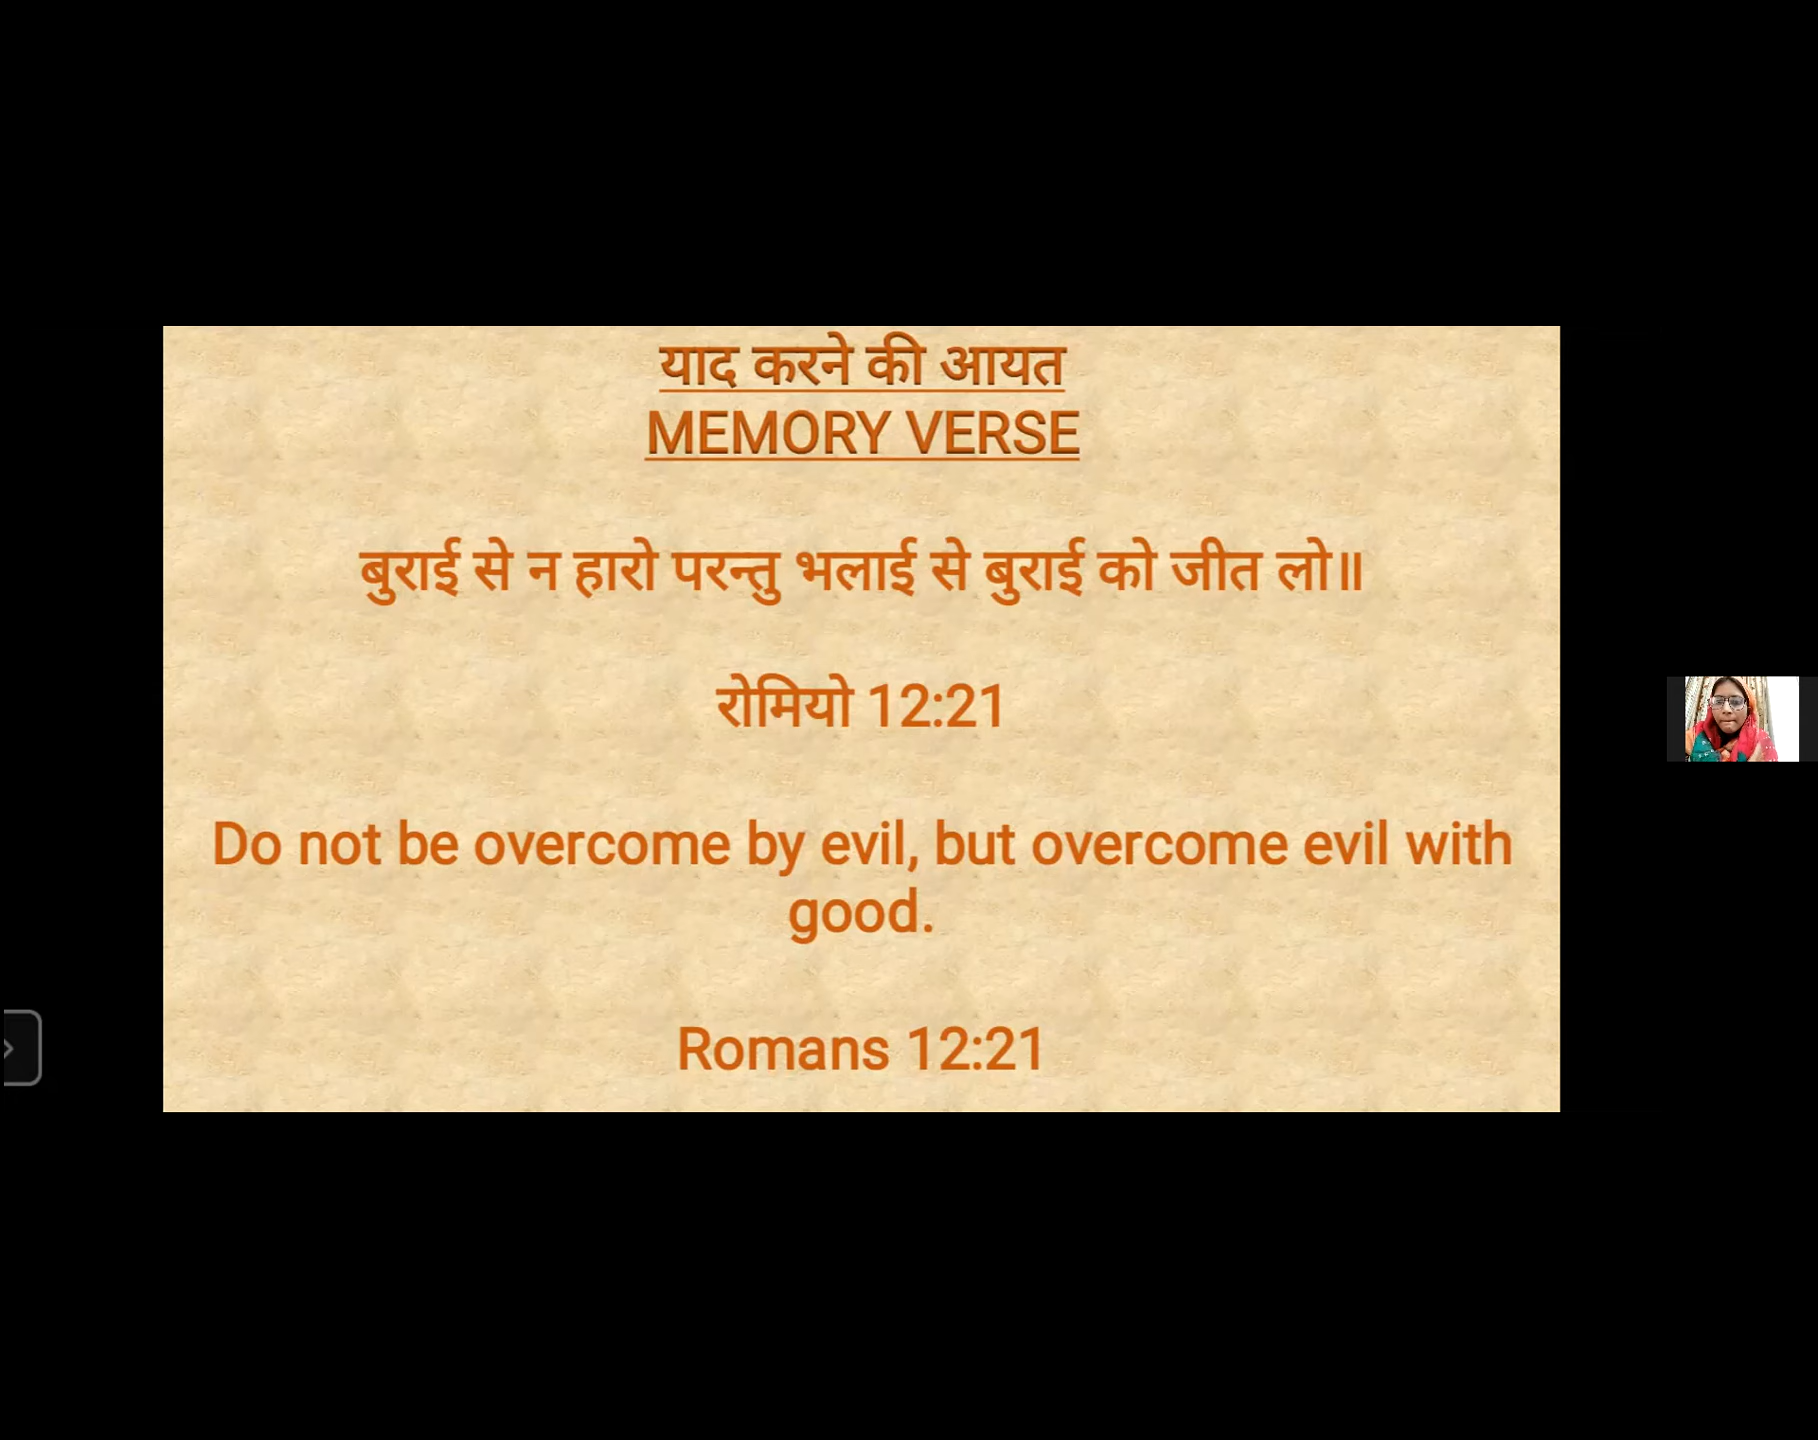 याद करने की आयत
MEMORY VERSE
बुराई से न हारो परन्तु भलाई से बुराई को जीत लो॥
रोमियो 12:21
Do not be overcome by evil, but overcome evil with
good.
Romans 12:21